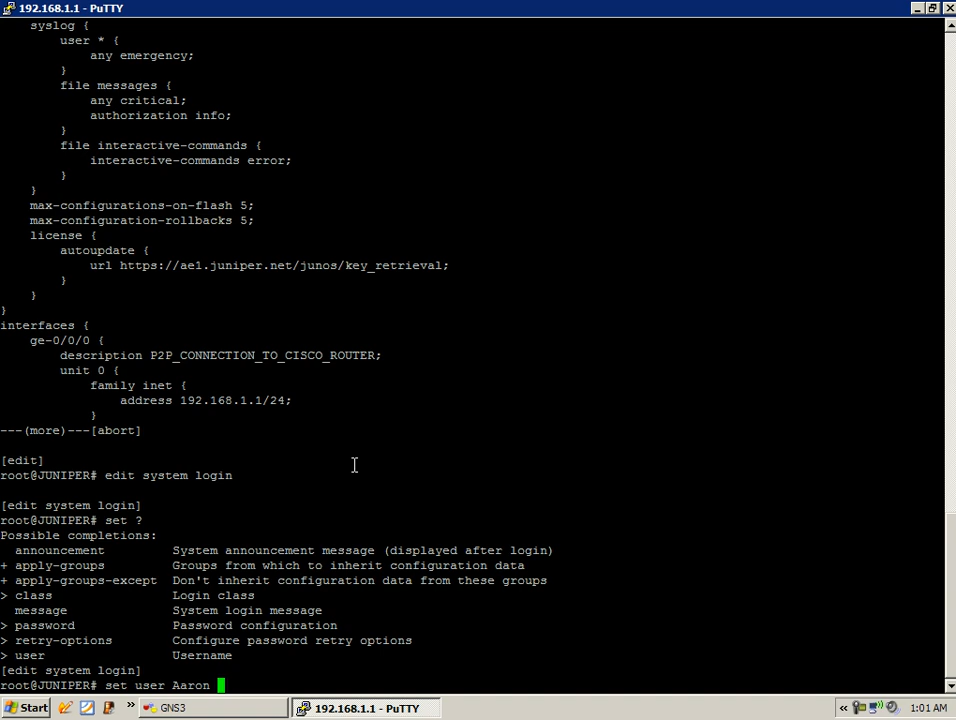 192.168.1.1 - PuTTY
syslog {
user * {
any emergency;
}
file messages {
any critical;
authorization info;
}
file interactive-commands {
interactive-commands error;
}
}
max-configurations-on-flash 5;
max-configuration-rollbacks 5;
license {
autoupdate {
url https://ae1.juniper.net/junos/key_retrieval;
}
}
}
interfaces {
ge-0/0/0 {
description P2P_CONNECTION_TO_CISCO_ROUTER;
unit 0 {
family inet {
address 192.168.1.1/24;
}
---(more)---[abort]
[edit]
root@JUNIPER# edit system login
[edit system login]
root@JUNIPER# set ?
Possible completions:
announcement System announcement message (displayed after login)
+ apply-groups Groups from which to inherit configuration data
+ apply-groups-except Don't inherit configuration data from these groups
> class Login class
message System login message
> password Password configuration
> retry-options Configure password retry options
> user Username
[edit system login]
root@JUNIPER# set user Aaron
Start » GNS3 192.168.1.1 - PuTTY « 1:01 AM